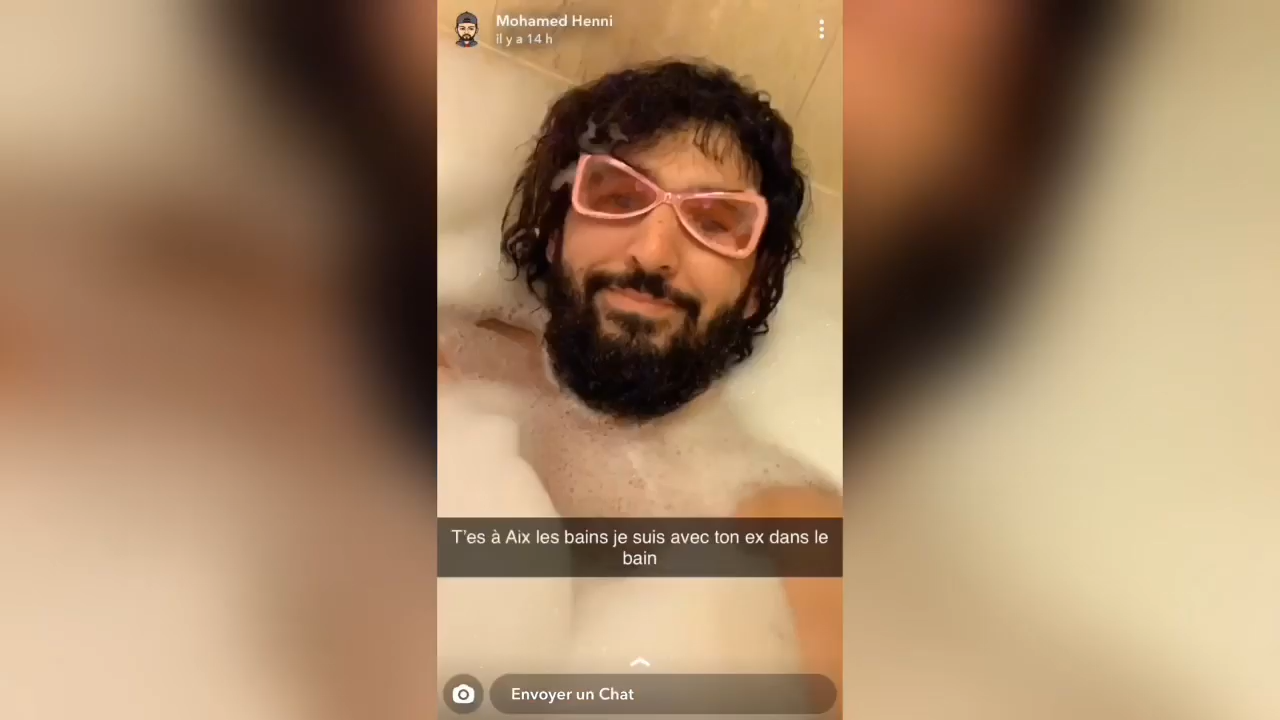 Mohamed Henni
il y a 14 h
T'es à Aix les bains je suis avec ton ex dans le
bain
Envoyer un Chat